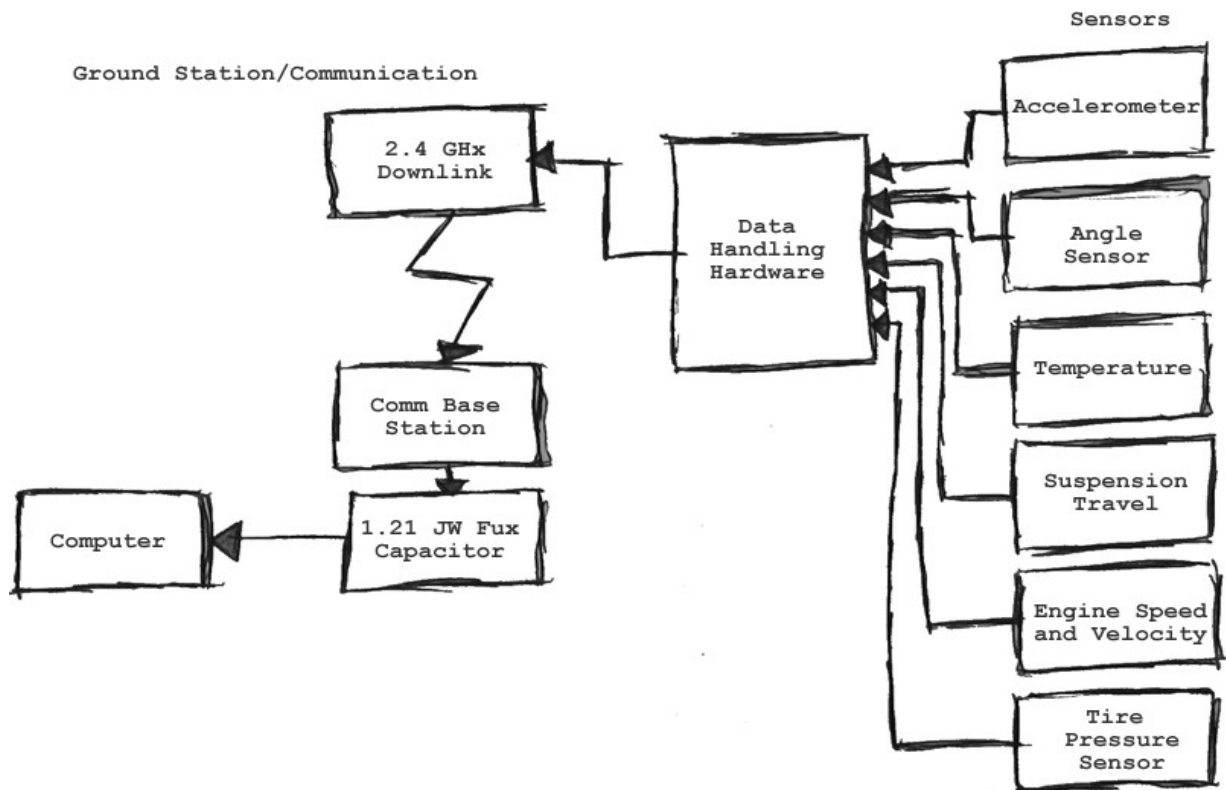 Sensors
Ground Station/Communication
Accelerometer
2.4 GHx
Downlink
Data
Handling
Hardware
Angle
Sensor
Temperature
Comm Base
Station
Suspension
Travel
Computer
1.21 JW Fux
Capacitor
Engine Speed
and Velocity
Tire
Pressure
Sensor